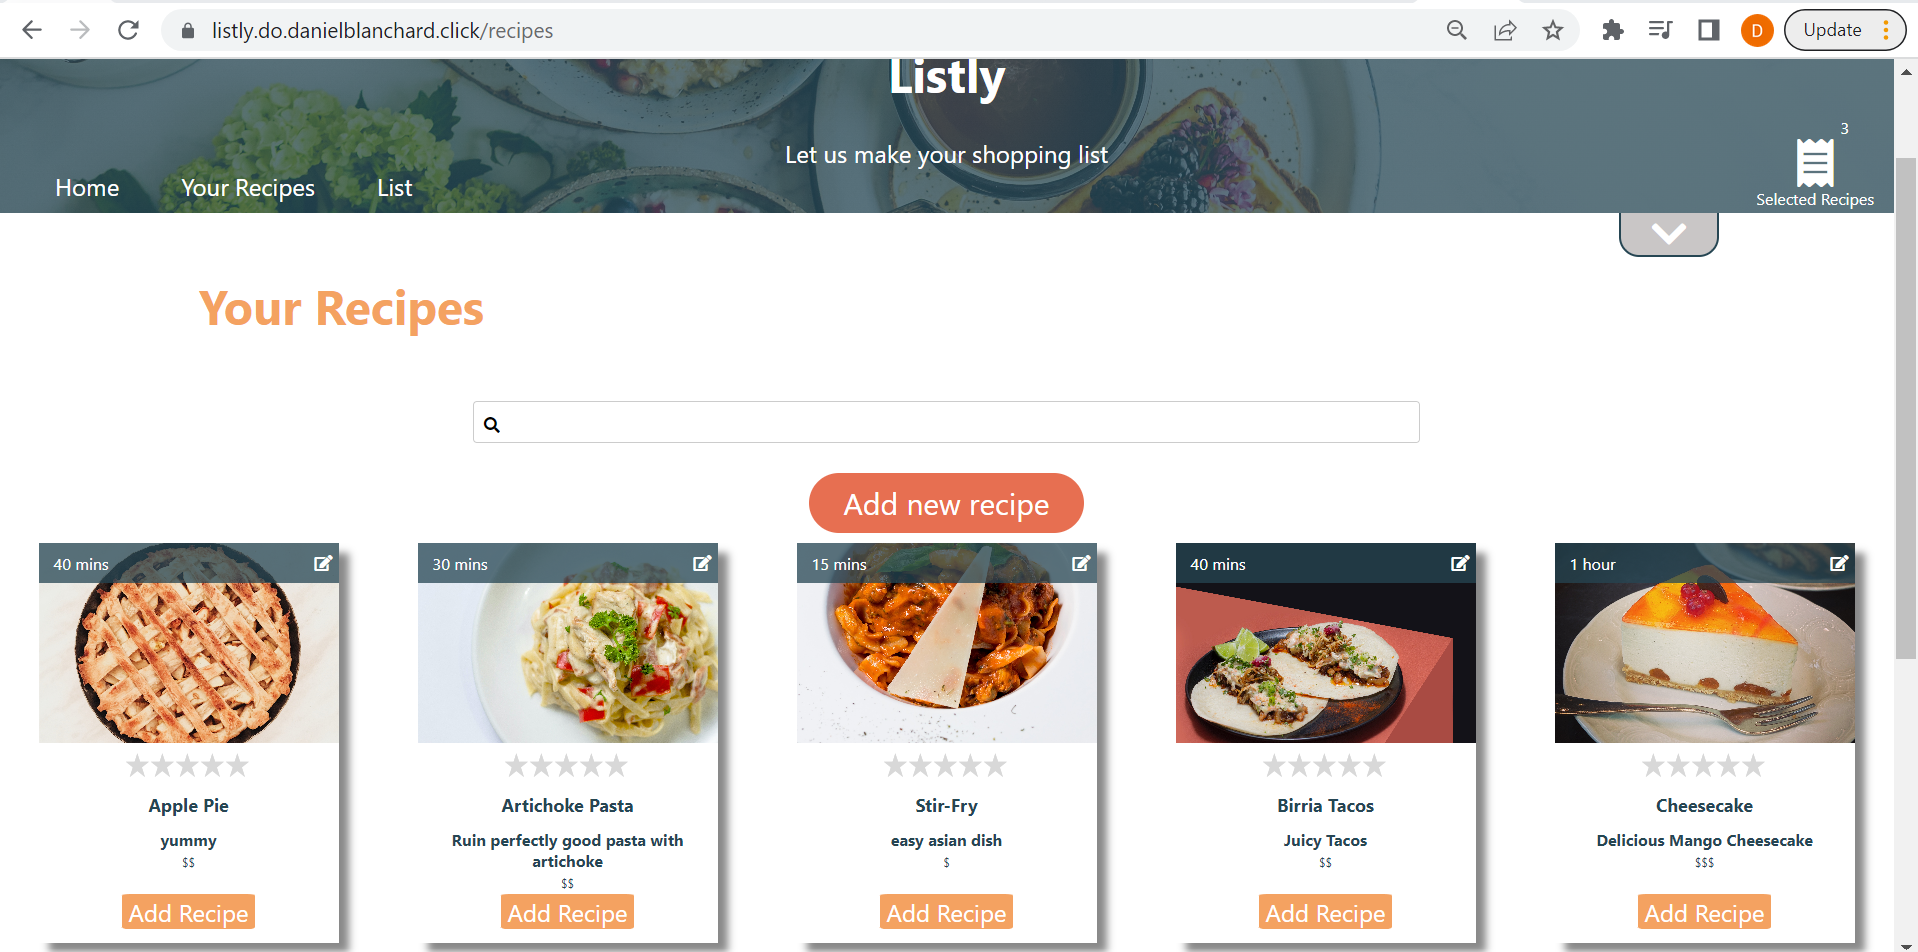 listly.do.danielblanchard.click/recipes
D
Update
Listly
Let us make your shopping list
Home
Your Recipes
List
3
Selected Recipes
Your Recipes
Add new recipe
40 mins
30 mins
15 mins
40 mins
1 hour
Apple Pie
yummy
$$
Add Recipe
Artichoke Pasta
Ruin perfectly good pasta with
artichoke
$$
Add Recipe
Stir-Fry
easy asian dish
$
Add Recipe
Birria Tacos
Juicy Tacos
$$
Add Recipe
Cheesecake
Delicious Mango Cheesecake
$$$
Add Recipe